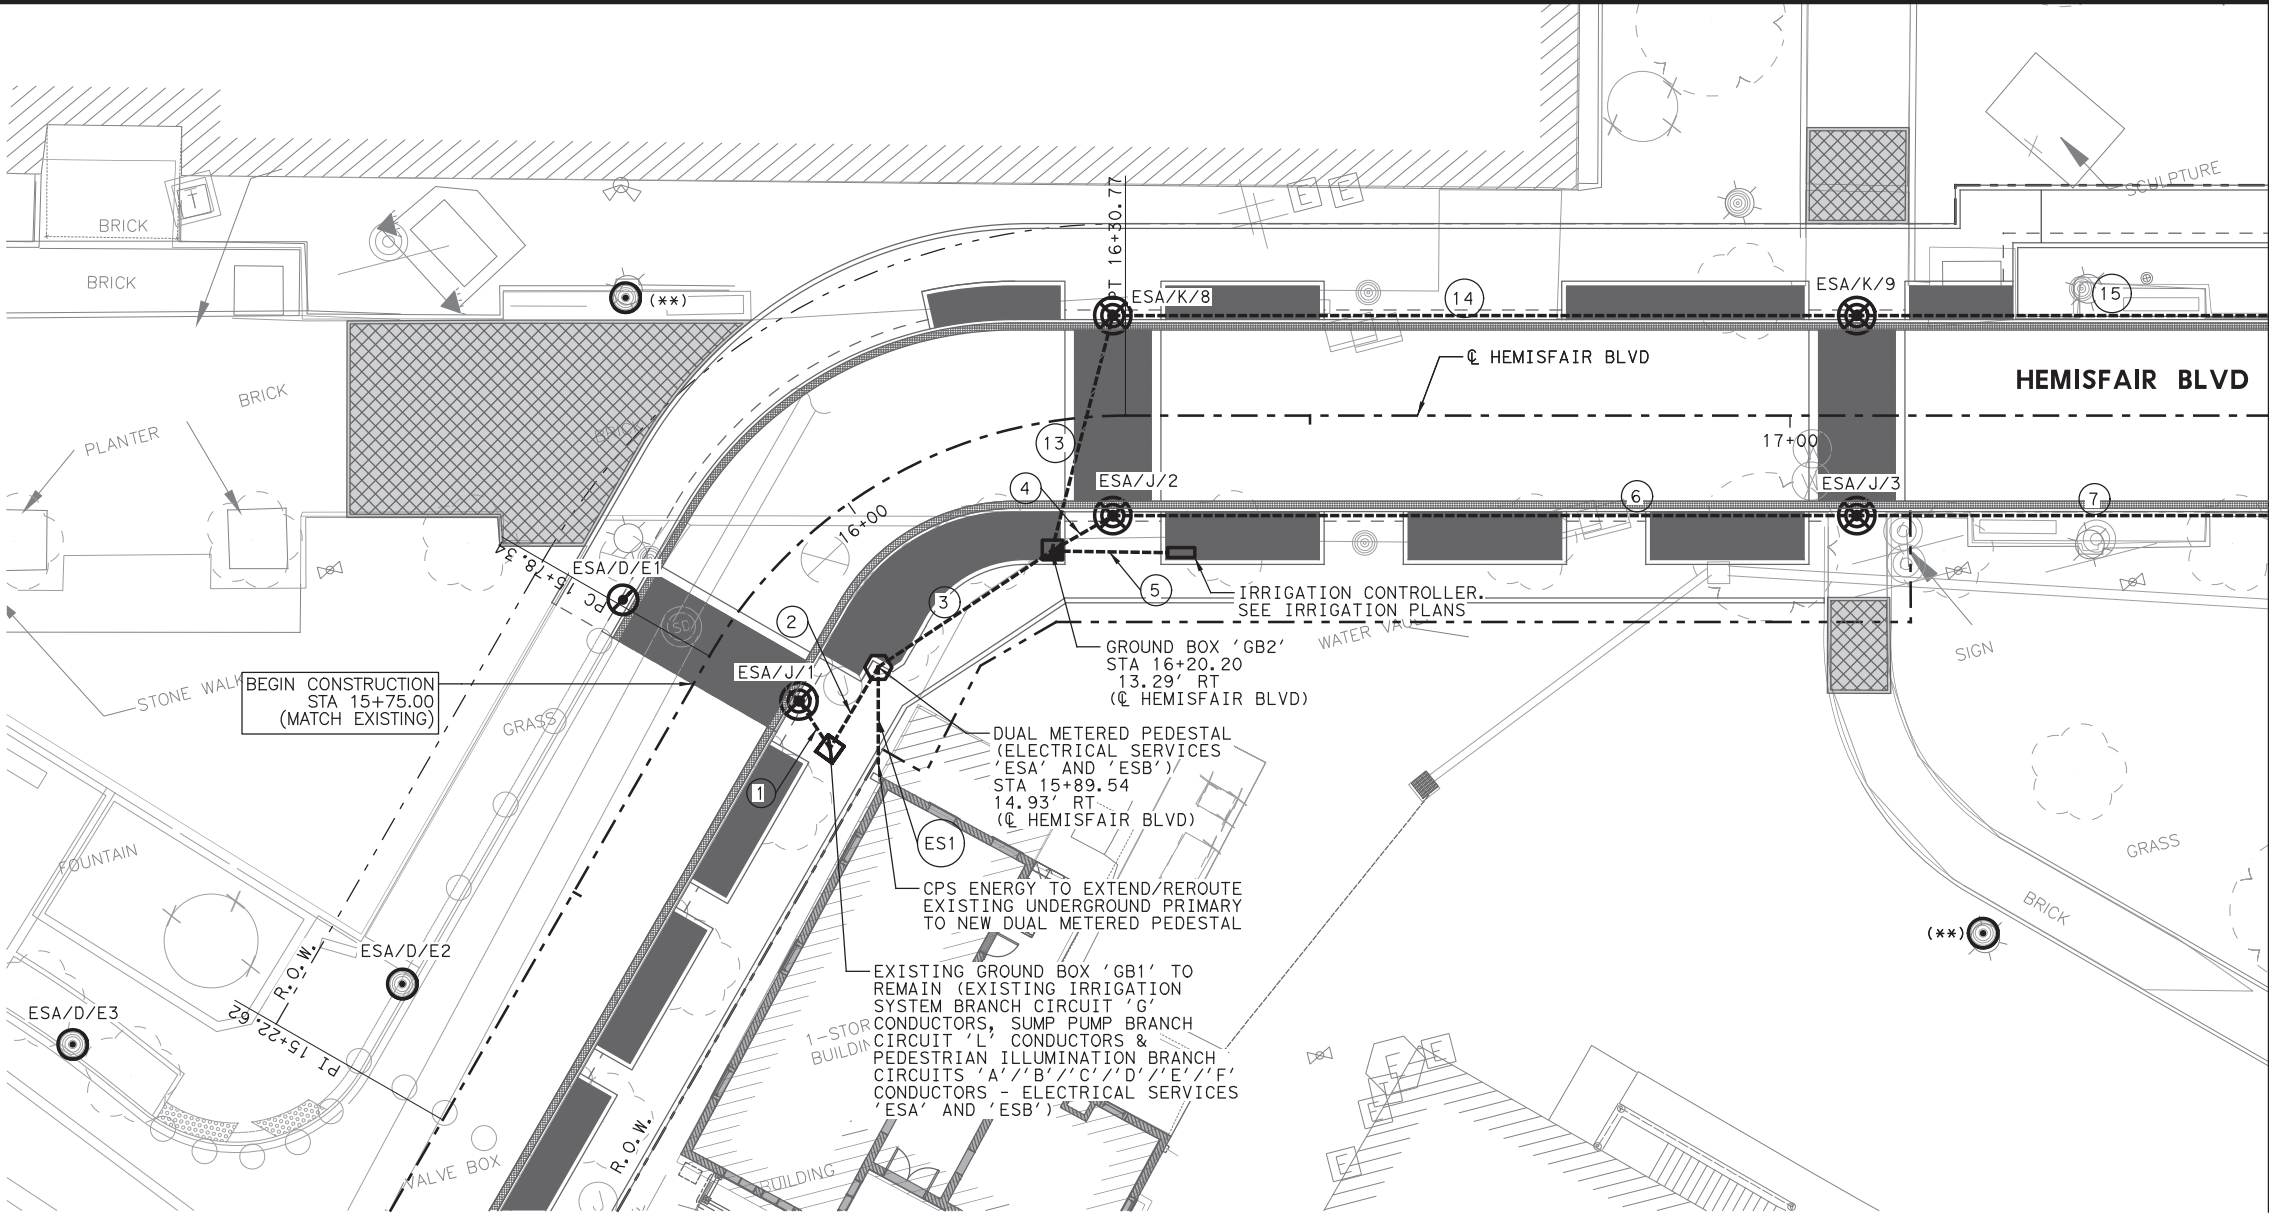 PT 16+30.77
SCULPTURE
T
E
E
BRICK
BRICK
(**)
ESA/K/8
14
ESA/K/9
15
℄ HEMISFAIR BLVD
HEMISFAIR BLVD
BRICK
BRICK
PLANTER
13
17+00
ESA/J/2
4
6
ESA/J/3
7
16+00
PC 15+78.34
ESA/D/E1
3
5
IRRIGATION CONTROLLER.
SEE IRRIGATION PLANS
2
SD
WATER VAUL
SIGN
GROUND BOX 'GB2'
STA 16+20.20
13.29' RT
(℄ HEMISFAIR BLVD)
ESA/J/1
STONE WALK
BEGIN CONSTRUCTION
STA 15+75.00
(MATCH EXISTING)
GRASS
DUAL METERED PEDESTAL
(ELECTRICAL SERVICES
'ESA' AND 'ESB')
STA 15+89.54
14.93' RT
(℄ HEMISFAIR BLVD)
1
ES1
FOUNTAIN
GRASS
CPS ENERGY TO EXTEND/REROUTE
EXISTING UNDERGROUND PRIMARY
TO NEW DUAL METERED PEDESTAL
BRICK
(**)
ESA/D/E2
R.O.W.
EXISTING GROUND BOX 'GB1' TO
REMAIN (EXISTING IRRIGATION
SYSTEM BRANCH CIRCUIT 'G'
CONDUCTORS, SUMP PUMP BRANCH
CIRCUIT 'L' CONDUCTORS &
PEDESTRIAN ILLUMINATION BRANCH
CIRCUITS 'A'/'B'/'C'/'D'/'E'/'F'
CONDUCTORS - ELECTRICAL SERVICES
'ESA' AND 'ESB')
ESA/D/E3
PI 15+22.62
1-STOR
BUILDIN
E
E
T
E
E
R.O.W.
VALVE BOX
BUILDING
J